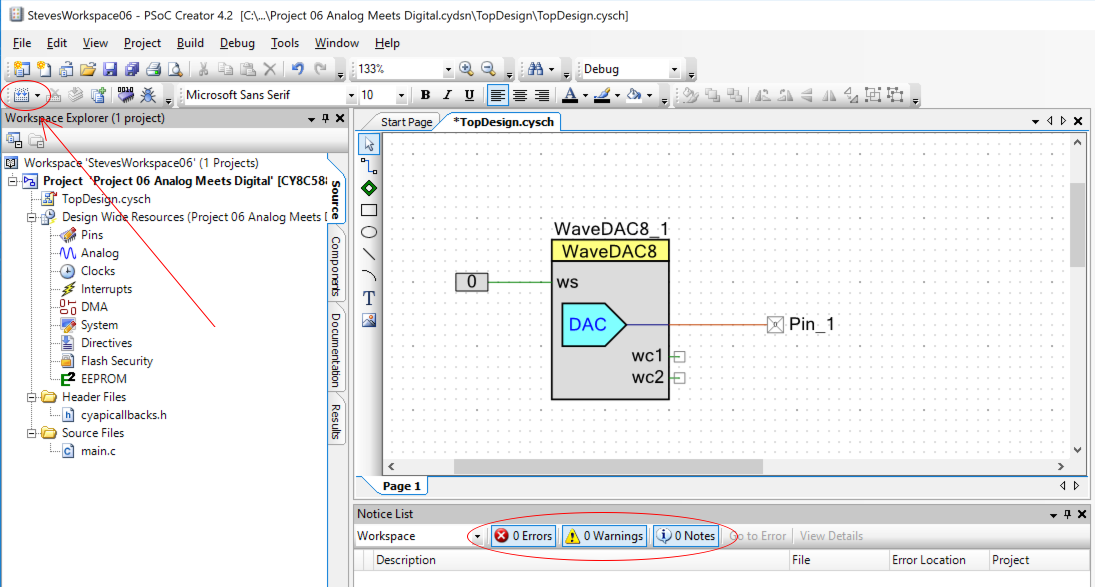 StevesWorkspace06 - PSoC Creator 4.2 [C:\...\Project 06 Analog Meets Digital.cydsn\TopDesign\TopDesign.cysch]
File Edit View Project Build Debug Tools Window Help
133% Debug
Microsoft Sans Serif 10 B I U A
Workspace Explorer (1 project)
Start Page *TopDesign.cysch
Workspace 'StevesWorkspace06' (1 Projects)
Project 'Project 06 Analog Meets Digital' [CY8C588
TopDesign.cysch
Design Wide Resources (Project 06 Analog Meets D
Pins
Analog
Clocks
Interrupts
DMA
System
Directives
Flash Security
EEPROM
Header Files
cyapicallbacks.h
Source Files
main.c
Source
Components
Documentation
Results
T
WaveDAC8_1
WaveDAC8
0
ws
DAC
Pin_1
wc1
wc2
Page 1
Notice List
Workspace 0 Errors 0 Warnings 0 Notes Go to Error View Details
Description File Error Location Project